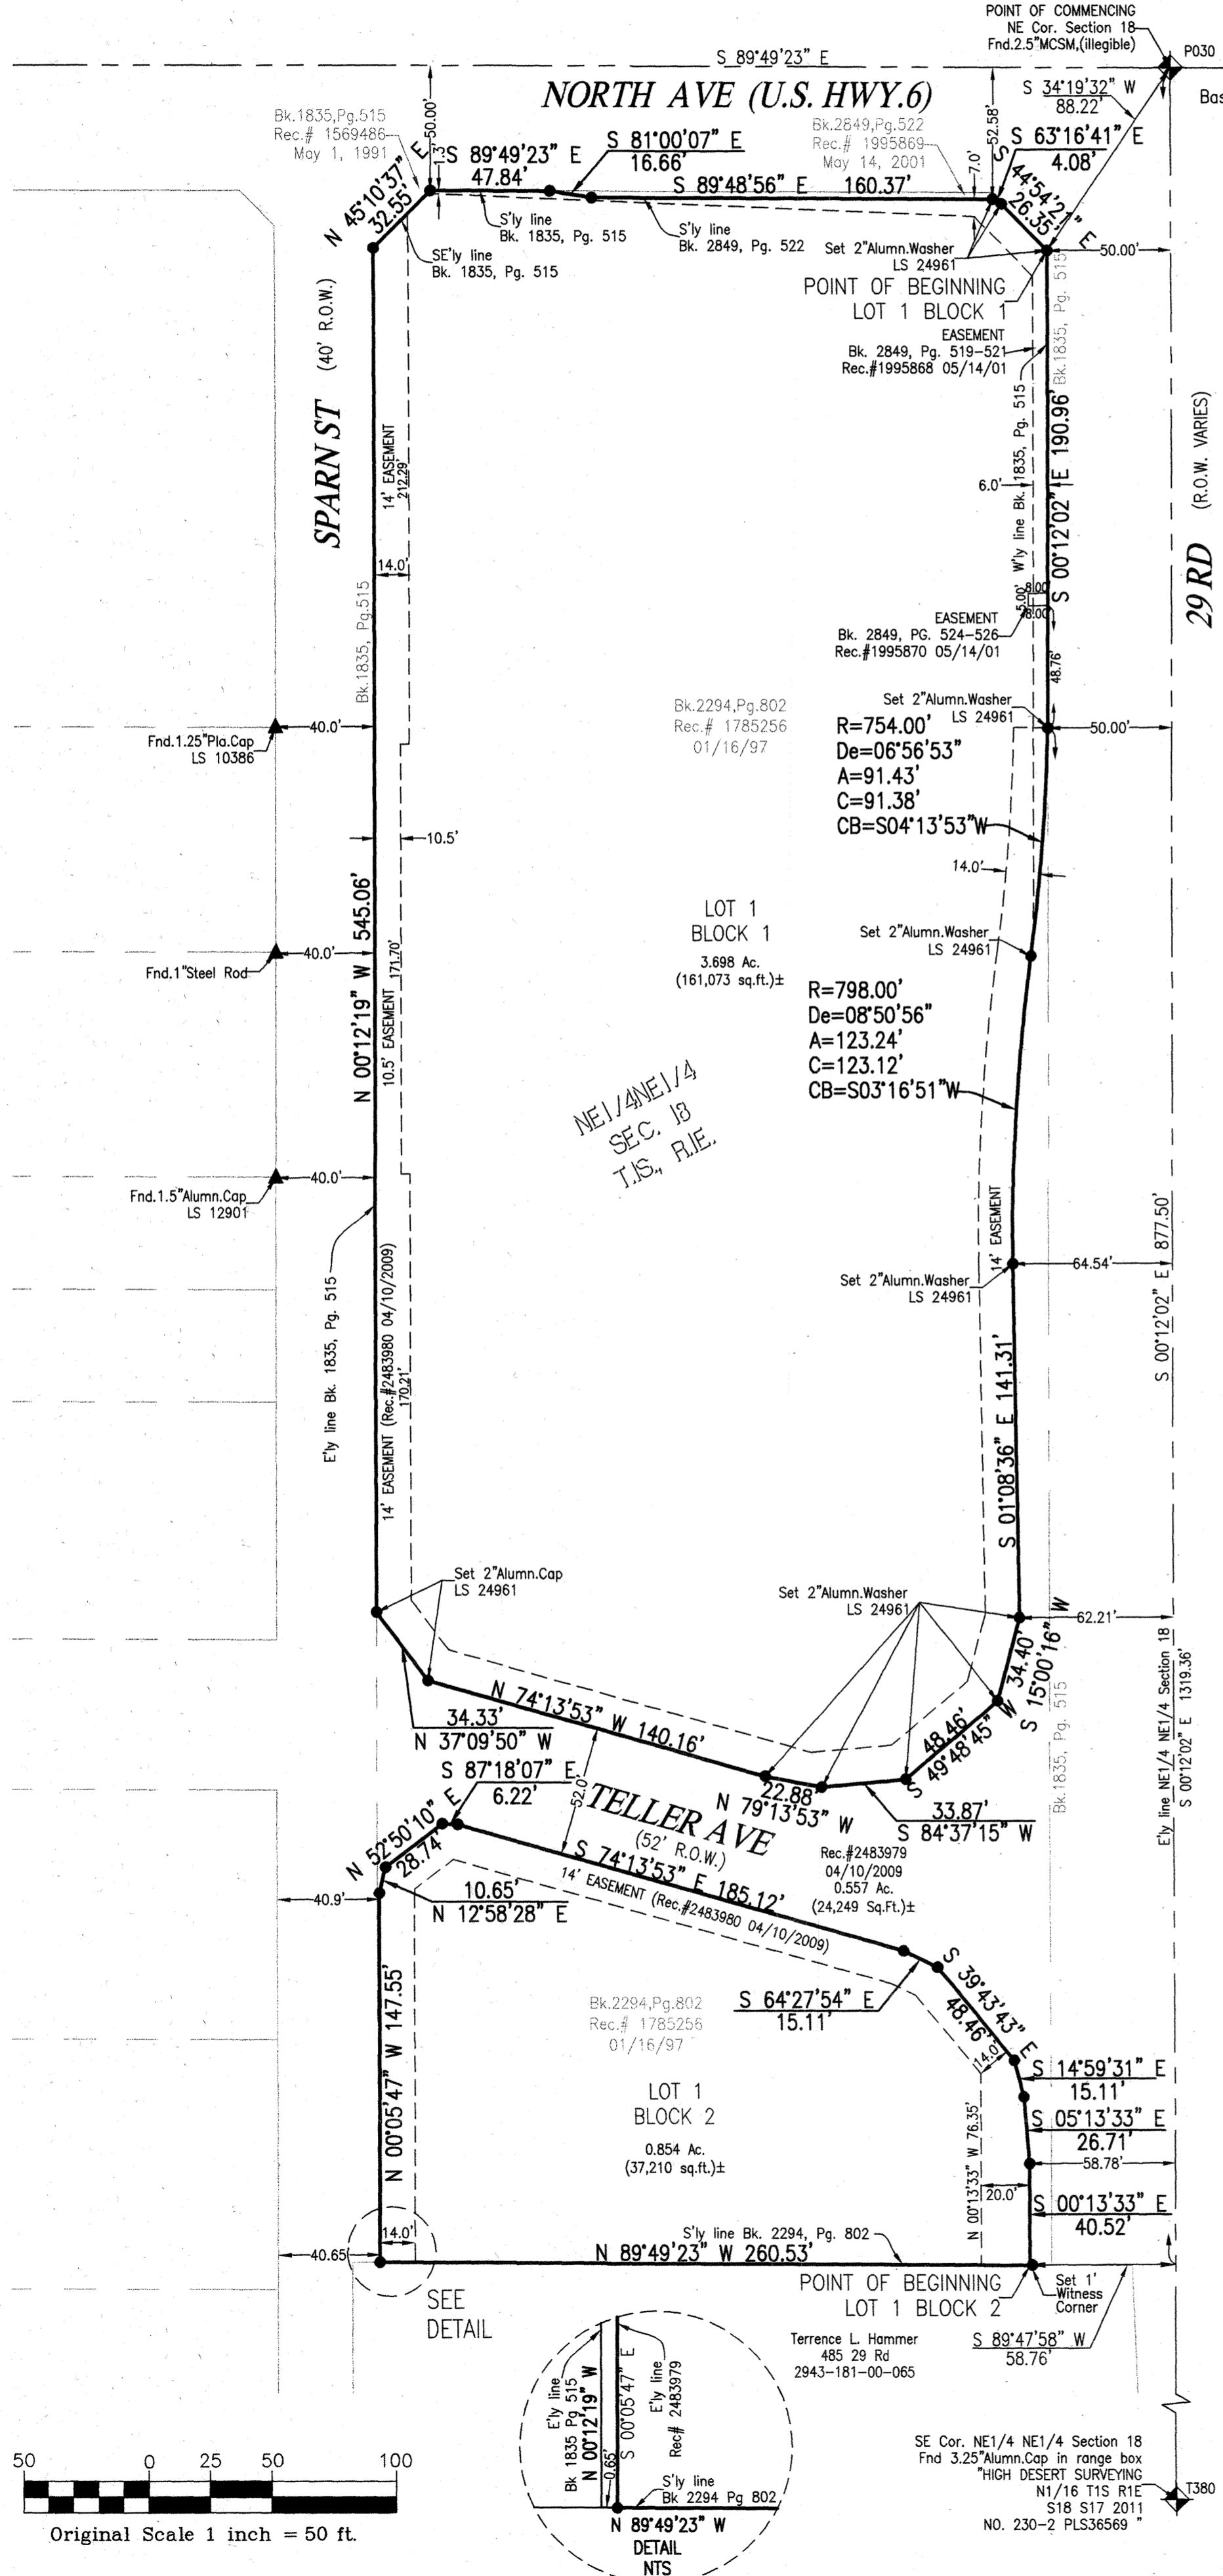 POINT OF COMMENCING
NE Cor. Section 18
Fnd.2.5"MCSM,(illegible)
P030
S 89°49'23" E
S 34°19'32" W
88.22'
Bas
NORTH AVE (U.S. HWY.6)
50.00'
52.58'
Bk.1835,Pg.515
Rec.# 1569486
May 1, 1991
1.3'
Bk.2849,Pg.522
Rec.# 1995869
May 14, 2001
7.0'
S 63°16'41" E
4.08'
S 89°49'23" E
47.84'
S 81°00'07" E
16.66'
S 89°48'56" E 160.37'
S 44°54'21" E
26.35'
N 45°10'37" E
32.55'
S'ly line
Bk. 1835, Pg. 515
S'ly line
Bk. 2849, Pg. 522
SE'ly line
Bk. 1835, Pg. 515
Set 2"Alumn.Washer
LS 24961
50.00'
POINT OF BEGINNING
LOT 1 BLOCK 1
EASEMENT
Bk. 2849, Pg. 519-521
Rec.#1995868 05/14/01
Bk.1835, Pg. 515
SPARN ST (40' R.O.W.)
14' EASEMENT
212.29'
14.0'
W'ly line Bk. 1835, Pg. 515
6.0'
S 00°12'02" E 190.96'
29 RD (R.O.W. VARIES)
8.00'
5.00'
8.00'
EASEMENT
Bk. 2849, PG. 524-526
Rec.#1995870 05/14/01
48.76'
Bk.1835, Pg.515
Bk.2294,Pg.802
Rec.# 1785256
01/16/97
Set 2"Alumn.Washer
LS 24961
50.00'
R=754.00'
De=06°56'53"
A=91.43'
C=91.38'
CB=S04°13'53"W
Fnd.1.25"Pla.Cap
LS 10386
40.0'
10.5'
14.0'
LOT 1
BLOCK 1
3.698 Ac.
(161,073 sq.ft.)±
Set 2"Alumn.Washer
LS 24961
Fnd.1"Steel Rod
40.0'
N 00°12'19" W 545.06'
10.5' EASEMENT
171.70'
R=798.00'
De=08°50'56"
A=123.24'
C=123.12'
CB=S03°16'51"W
NE1/4NE1/4
SEC. 18
T.1S., R.1E.
Fnd.1.5"Alumn.Cap
LS 12901
40.0'
14' EASEMENT
Set 2"Alumn.Washer
LS 24961
64.54'
S 00°12'02" E 877.50'
E'ly line Bk. 1835, Pg. 515
14' EASEMENT (Rec.#2483980 04/10/2009)
170.21'
S 01°08'36" E 141.31'
Set 2"Alumn.Cap
LS 24961
Set 2"Alumn.Washer
LS 24961
62.21'
34.40'
S 15°00'16" W
E'ly line NE1/4 NE1/4 Section 18
S 00°12'02" E 1319.36'
Bk.1835, Pg. 515
34.33'
N 37°09'50" W
N 74°13'53" W 140.16'
48.46'
S 49°48'45" W
22.88'
N 79°13'53" W
33.87'
S 84°37'15" W
S 87°18'07" E
6.22'
52.0'
TELLER AVE
(52' R.O.W.)
Rec.#2483979
04/10/2009
0.557 Ac.
(24,249 Sq.Ft.)±
N 52°50'10" E
28.74'
10.65'
N 12°58'28" E
40.9'
S 74°13'53" E 185.12'
14' EASEMENT (Rec.#2483980 04/10/2009)
S 64°27'54" E
15.11'
S 39°43'43" E
48.46'
14.0'
N 00°05'47" W 147.55'
Bk.2294,Pg.802
Rec.# 1785256
01/16/97
LOT 1
BLOCK 2
0.854 Ac.
(37,210 sq.ft.)±
S 14°59'31" E
15.11'
S 05°13'33" E
26.71'
58.78'
N 00°13'33" W 76.35'
20.0'
S 00°13'33" E
40.52'
14.0'
40.65'
S'ly line Bk. 2294, Pg. 802
N 89°49'23" W 260.53'
SEE
DETAIL
POINT OF BEGINNING
LOT 1 BLOCK 2
Set 1'
Witness
Corner
S 89°47'58" W
58.76'
Terrence L. Hammer
485 29 Rd
2943-181-00-065
E'ly line
Bk 1835 Pg 515
N 00°12'19" W
S 00°05'47" E
E'ly line
Rec# 2483979
0.65'
S'ly line
Bk 2294 Pg 802
N 89°49'23" W
DETAIL
NTS
SE Cor. NE1/4 NE1/4 Section 18
Fnd 3.25"Alumn.Cap in range box
"HIGH DESERT SURVEYING
N1/16 T1S R1E
S18 S17 2011
NO. 230-2 PLS36569 "
T380
50 0 25 50 100
Original Scale 1 inch = 50 ft.